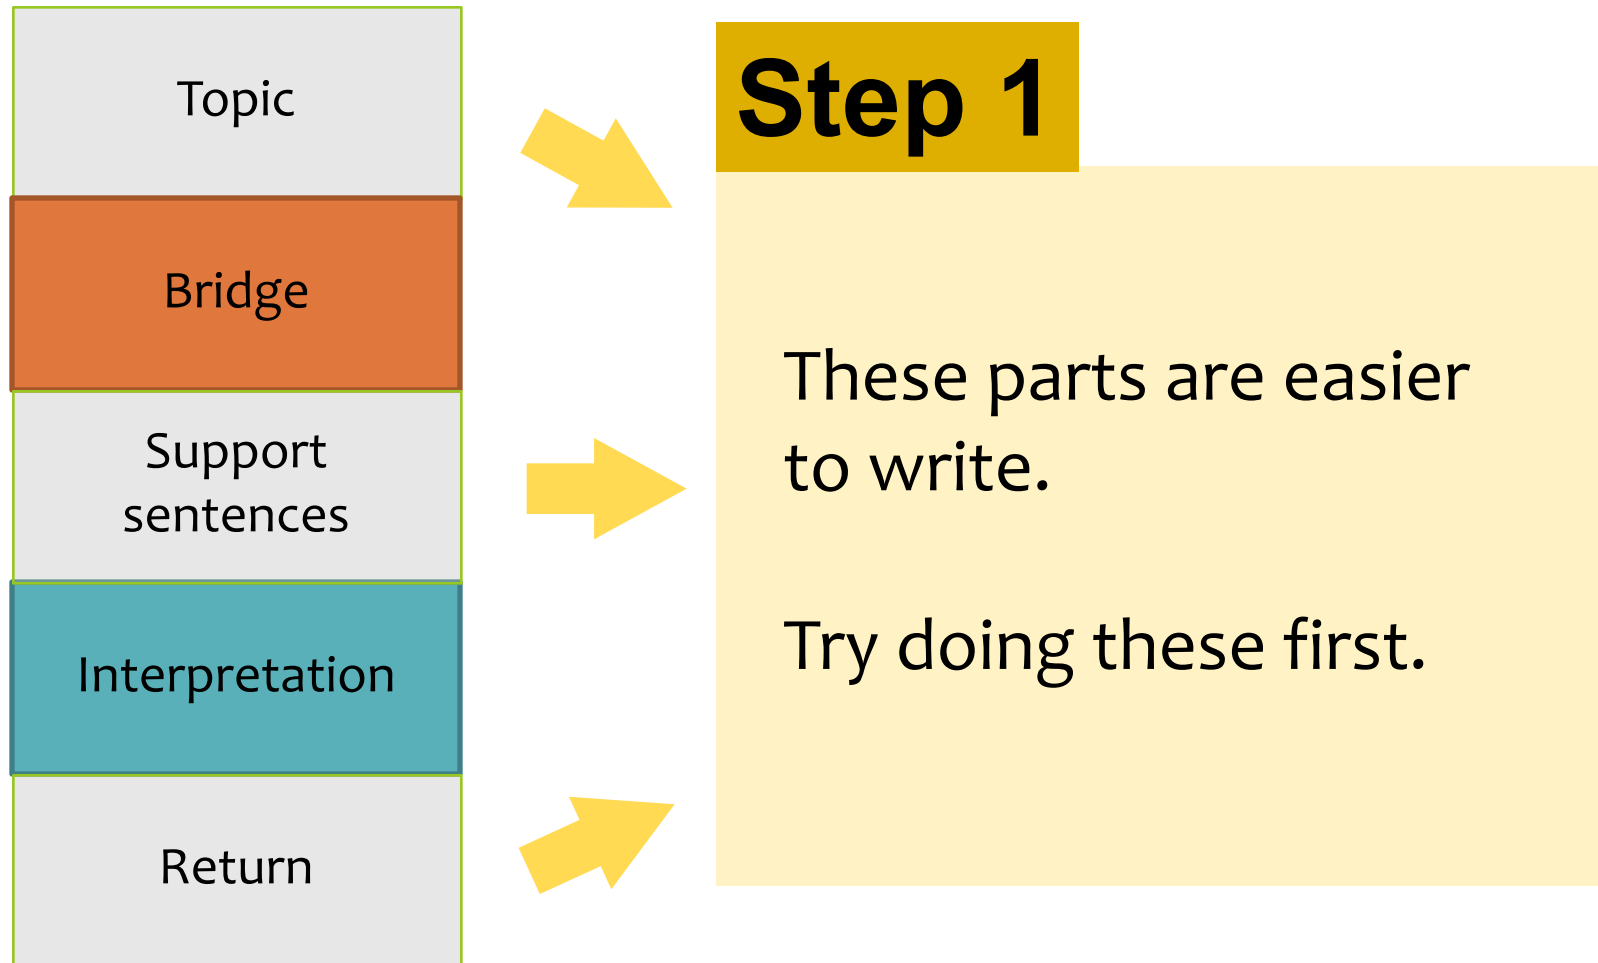 Topic
Bridge
Support
sentences
Interpretation
Return
Step 1
These parts are easier
to write.
Try doing these first.